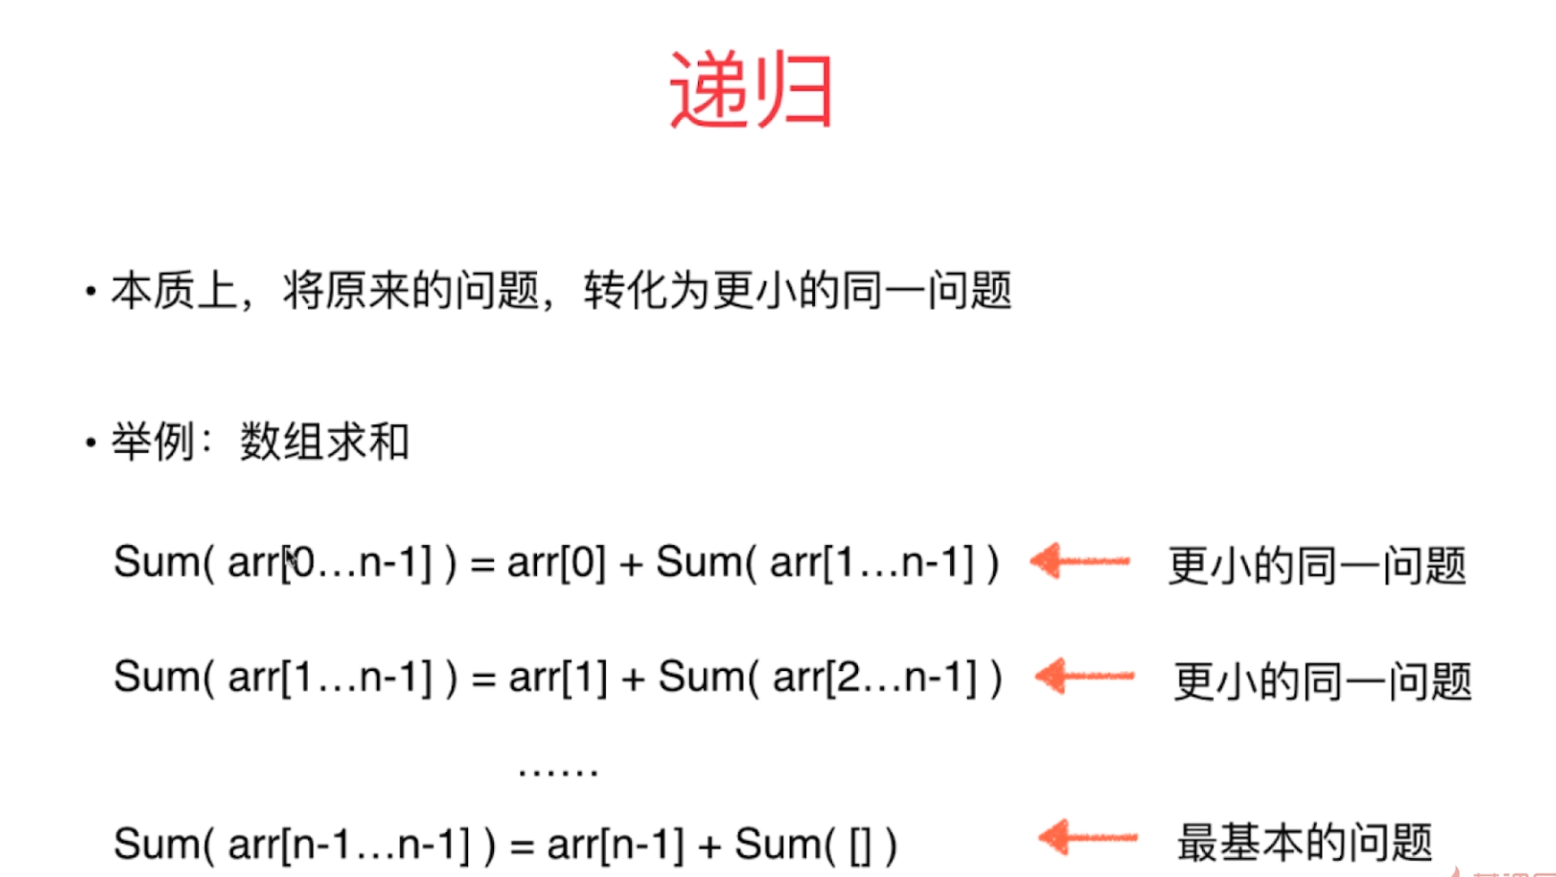 递归
• 本质上，将原来的问题，转化为更小的同一问题
• 举例：数组求和
Sum( arr[0…n-1] ) = arr[0] + Sum( arr[1…n-1] ) 更小的同一问题
Sum( arr[1…n-1] ) = arr[1] + Sum( arr[2…n-1] ) 更小的同一问题
……
Sum( arr[n-1…n-1] ) = arr[n-1] + Sum( [] ) 最基本的问题